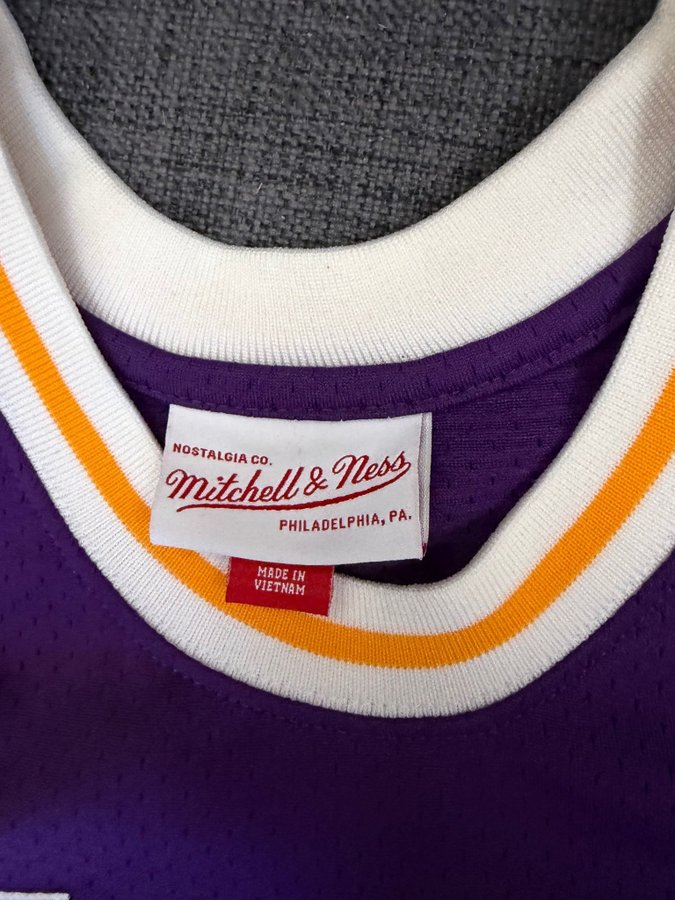 NOSTALGIA CO.
Mitchell & Ness
PHILADELPHIA, PA.
MADE IN
VIETNAM